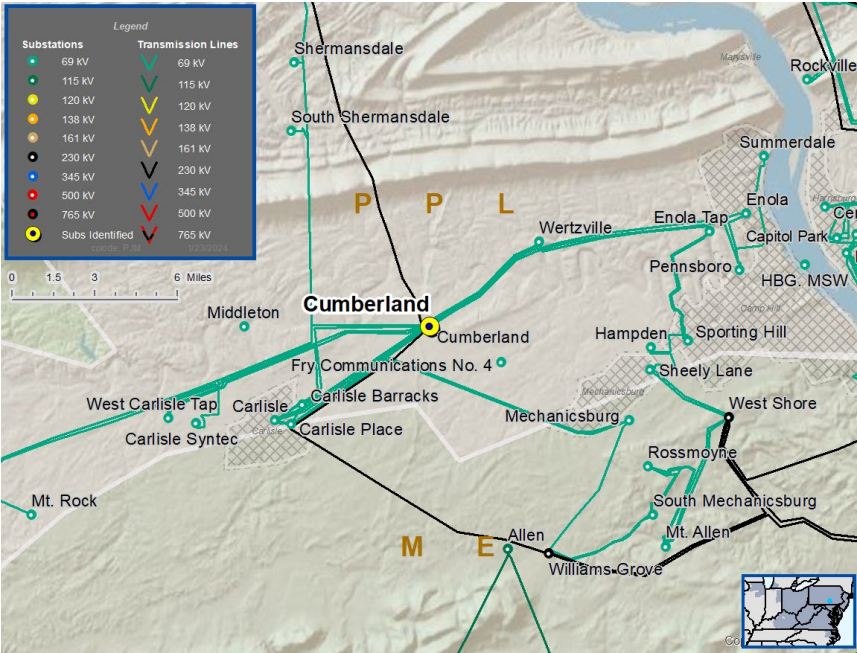 Legend
Substations
Transmission Lines
69 kV
69 kV
115 kV
115 kV
120 kV
120 kV
138 kV
138 kV
161 kV
161 kV
230 kV
230 kV
345 kV
345 kV
500 kV
500 kV
765 kV
765 kV
Subs Identified
1/23/2024
0 1.5 3 6 Miles
Shermansdale
South Shermansdale
Marysville
Rockville
Summerdale
P P L
Wertzville
Enola Tap
Enola
Harrisburg
Capitol Park
Pennsboro
HBG. MSW
Camp Hill
Cumberland
Middleton
Cumberland
Hampden
Sporting Hill
Fry Communications No. 4
Sheely Lane
West Carlisle Tap
Carlisle
Carlisle Barracks
Mechanicsburg
Mechanicsburg
West Shore
Carlisle Syntec
Carlisle
Carlisle Place
Rossmoyne
Mt. Rock
South Mechanicsburg
M E
Allen
Mt. Allen
Williams Grove